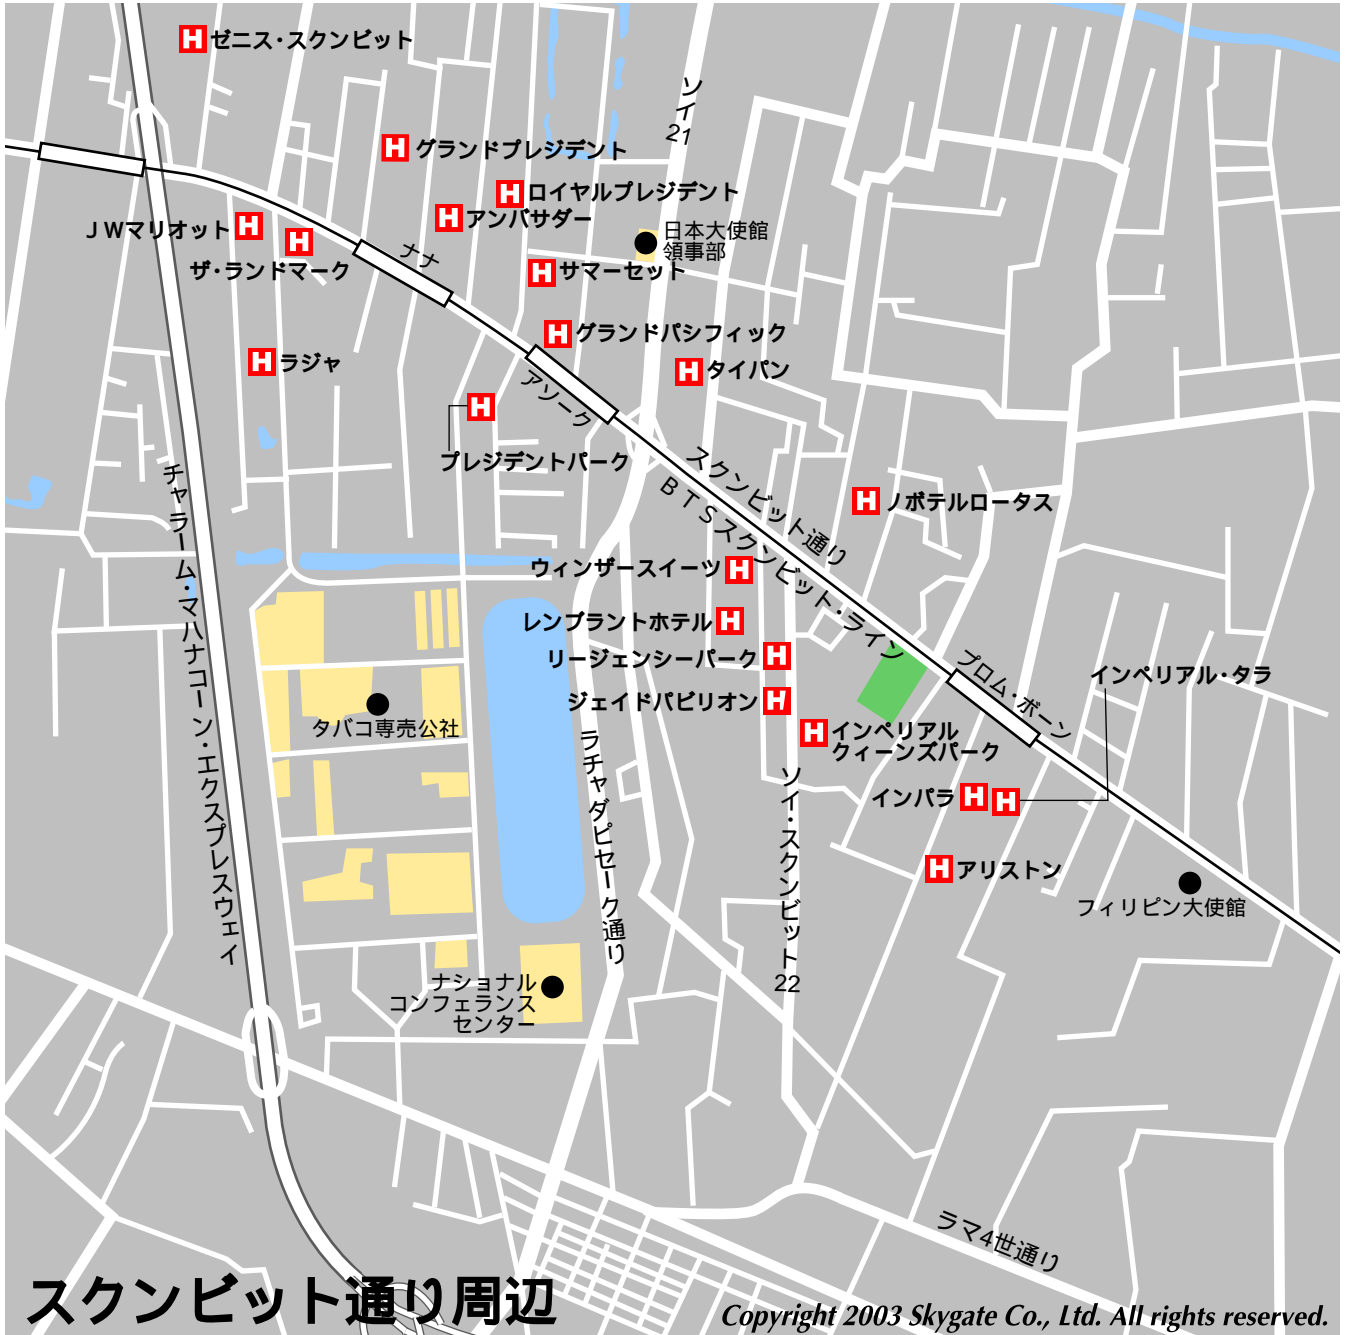 H ゼニス・スクンビット
ソイ21
H グランドプレジデント
H ロイヤルプレジデント
H アンバサダー
JWマリオット H
H
ザ・ランドマーク
日本大使館
領事部
ナナ
H サマーセット
H グランドパシフィック
H ラジャ
H タイパン
アソーク
H
プレジデントパーク
スクンビット通り
BTSスクンビット・ライン
H ノボテルロータス
チャラーム・マハナコーン・エクスプレスウェイ
ウィンザースイーツ H
レンブラントホテル H
リージェンシーパーク H
ジェイドパビリオン H
プロム・ポーン
インペリアル・タラ
タバコ専売公社
H インペリアル
クィーンズパーク
ラチャダピセーク通り
ソイ・スクンビット22
インパラ H H
H アリストン
フィリピン大使館
ナショナル
コンフェランス
センター
ラマ4世通り
スクンビット通り周辺
Copyright 2003 Skygate Co., Ltd. All rights reserved.